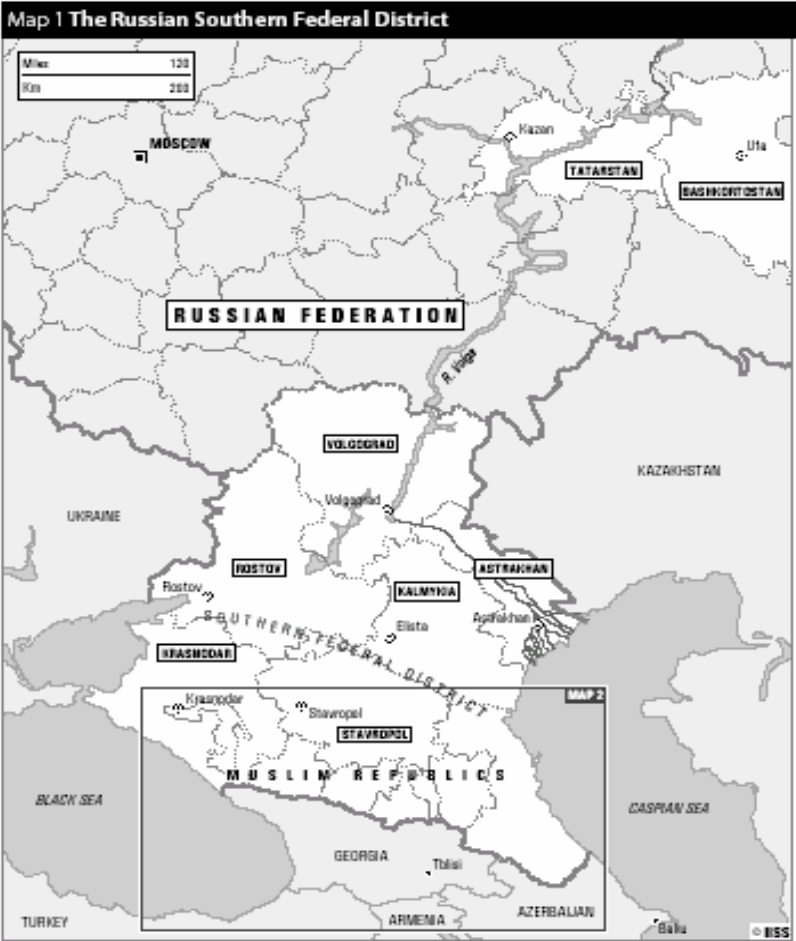 Map 1 The Russian Southern Federal District
Miles 120
Km 200
MOSCOW
Kazan
Ufa
TATARSTAN
BASHKORTOSTAN
RUSSIAN FEDERATION
R. Volga
VOLGOGRAD
KAZAKHSTAN
Volgograd
UKRAINE
ROSTOV
ASTRAKHAN
Rostov
KALMYKIA
Astrakhan
Elista
SOUTHERN FEDERAL DISTRICT
KRASNODAR
MAP 2
Krasnodar
Stavropol
STAVROPOL
MUSLIM REPUBLICS
BLACK SEA
CASPIAN SEA
GEORGIA
Tblisi
AZERBALIAN
TURKEY
ARMENIA
Baku
© IISS